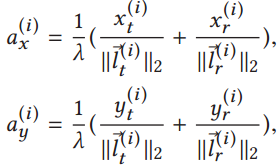 a_x^{(i)} = \frac{1}{\lambda}(\frac{x_t^{(i)}}{||\vec{l}_t^{(i)}||_2} + \frac{x_r^{(i)}}{||\vec{l}_r^{(i)}||_2}),
a_y^{(i)} = \frac{1}{\lambda}(\frac{y_t^{(i)}}{||\vec{l}_t^{(i)}||_2} + \frac{y_r^{(i)}}{||\vec{l}_r^{(i)}||_2}),